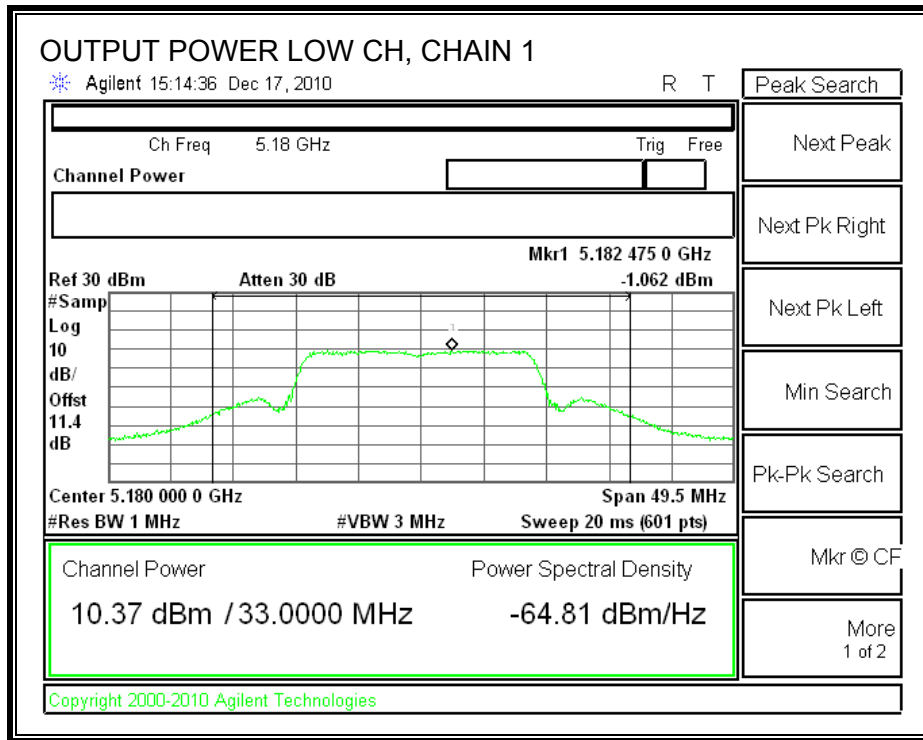 OUTPUT POWER LOW CH, CHAIN 1
Agilent 15:14:36 Dec 17, 2010 R T
Peak Search
Ch Freq 5.18 GHz Trig Free
Channel Power
Next Peak
Next Pk Right
Mkr1 5.182 475 0 GHz
Ref 30 dBm Atten 30 dB -1.062 dBm
#Samp
Log
10
dB/
Offst
11.4
dB
1
Next Pk Left
Min Search
Pk-Pk Search
Center 5.180 000 0 GHz Span 49.5 MHz
#Res BW 1 MHz #VBW 3 MHz Sweep 20 ms (601 pts)
Channel Power Power Spectral Density
10.37 dBm / 33.0000 MHz -64.81 dBm/Hz
Mkr © CF
More
1 of 2
Copyright 2000-2010 Agilent Technologies